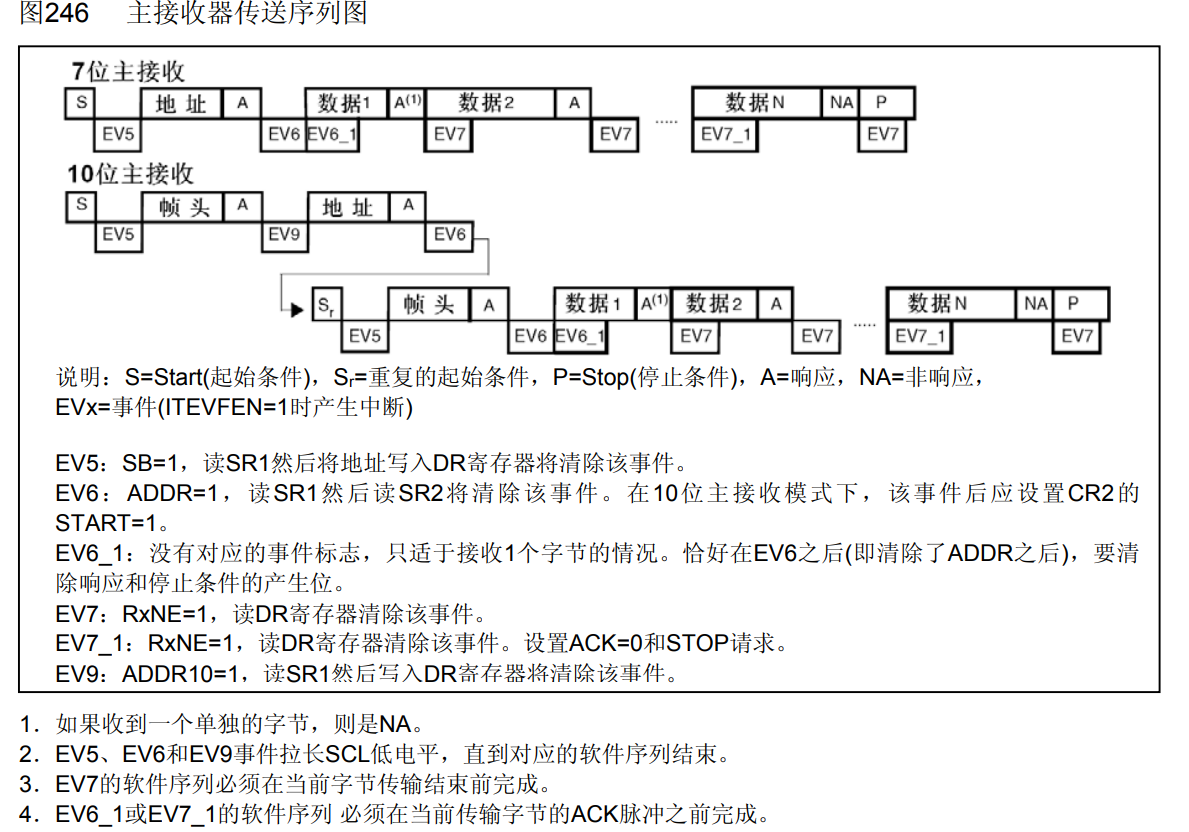 图246 主接收器传送序列图
7位主接收
S 地址 A 数据1 A(1) 数据2 A ..... 数据N NA P
EV5 EV6 EV6_1 EV7 EV7 EV7_1 EV7
10位主接收
S 帧头 A 地址 A
EV5 EV9 EV6
Sr 帧头 A 数据1 A(1) 数据2 A ..... 数据N NA P
EV5 EV6 EV6_1 EV7 EV7 EV7_1 EV7
说明：S=Start(起始条件)，Sr=重复的起始条件，P=Stop(停止条件)，A=响应，NA=非响应，
EVx=事件(ITEVFEN=1时产生中断)
EV5：SB=1，读SR1然后将地址写入DR寄存器将清除该事件。
EV6：ADDR=1，读SR1然后读SR2将清除该事件。在10位主接收模式下，该事件后应设置CR2的
START=1。
EV6_1：没有对应的事件标志，只适于接收1个字节的情况。恰好在EV6之后(即清除了ADDR之后)，要清
除响应和停止条件的产生位。
EV7：RxNE=1，读DR寄存器清除该事件。
EV7_1：RxNE=1，读DR寄存器清除该事件。设置ACK=0和STOP请求。
EV9：ADDR10=1，读SR1然后写入DR寄存器将清除该事件。
1. 如果收到一个单独的字节，则是NA。
2. EV5、EV6和EV9事件拉长SCL低电平，直到对应的软件序列结束。
3. EV7的软件序列必须在当前字节传输结束前完成。
4. EV6_1或EV7_1的软件序列 必须在当前传输字节的ACK脉冲之前完成。